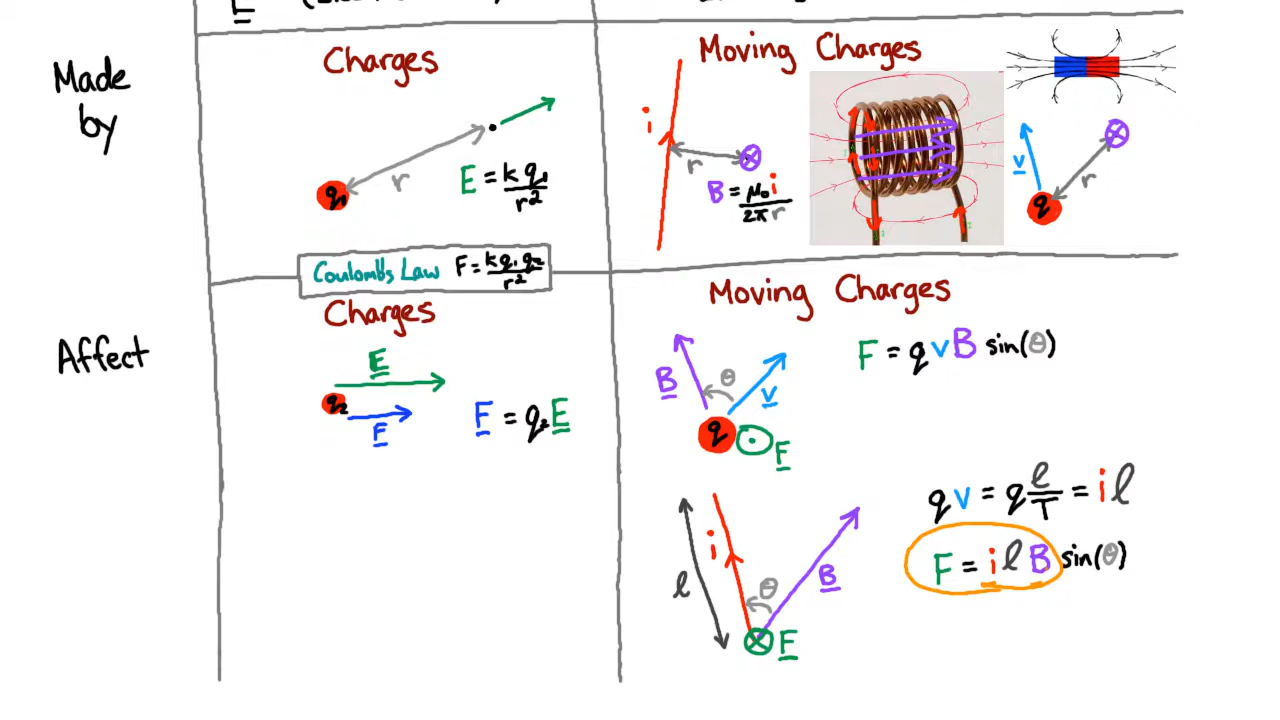 E
Made
by
Charges
Moving Charges
i
r
q₁
r
E = kq₁/r²
B = μ₀i/2πr
v
r
q
Coulomb's Law F = kq₁q₂/r²
Affect
Charges
Moving Charges
E
q₂
F
F = q₂E
B
θ
v
q
F
F = qvB sin(θ)
qv = q ℓ/T = iℓ
F = iℓB sin(θ)
ℓ
i
θ
B
F